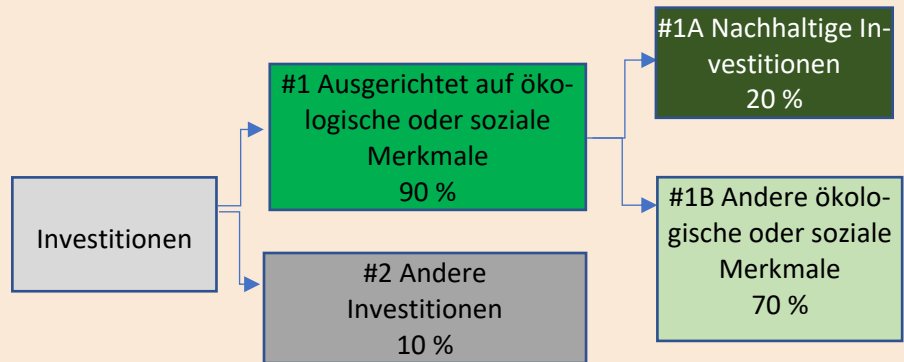 Investitionen
#1 Ausgerichtet auf öko-
logische oder soziale
Merkmale
90 %
#2 Andere
Investitionen
10 %
#1A Nachhaltige In-
vestitionen
20 %
#1B Andere ökolo-
gische oder soziale
Merkmale
70 %